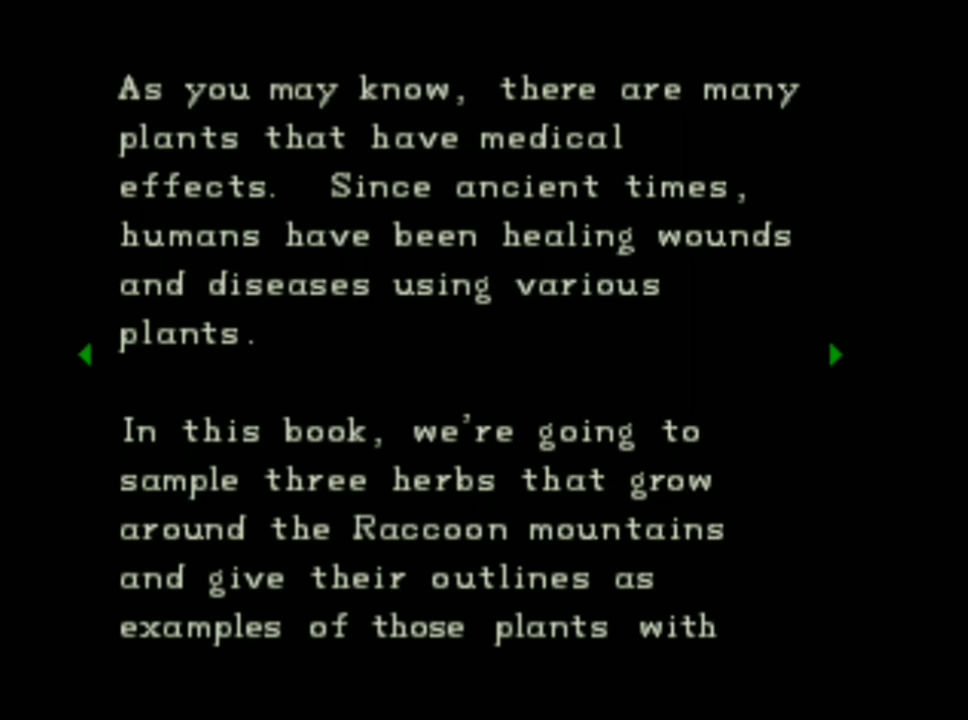 As you may know, there are many
plants that have medical
effects. Since ancient times,
humans have been healing wounds
and diseases using various
plants.
In this book, we're going to
sample three herbs that grow
around the Raccoon mountains
and give their outlines as
examples of those plants with